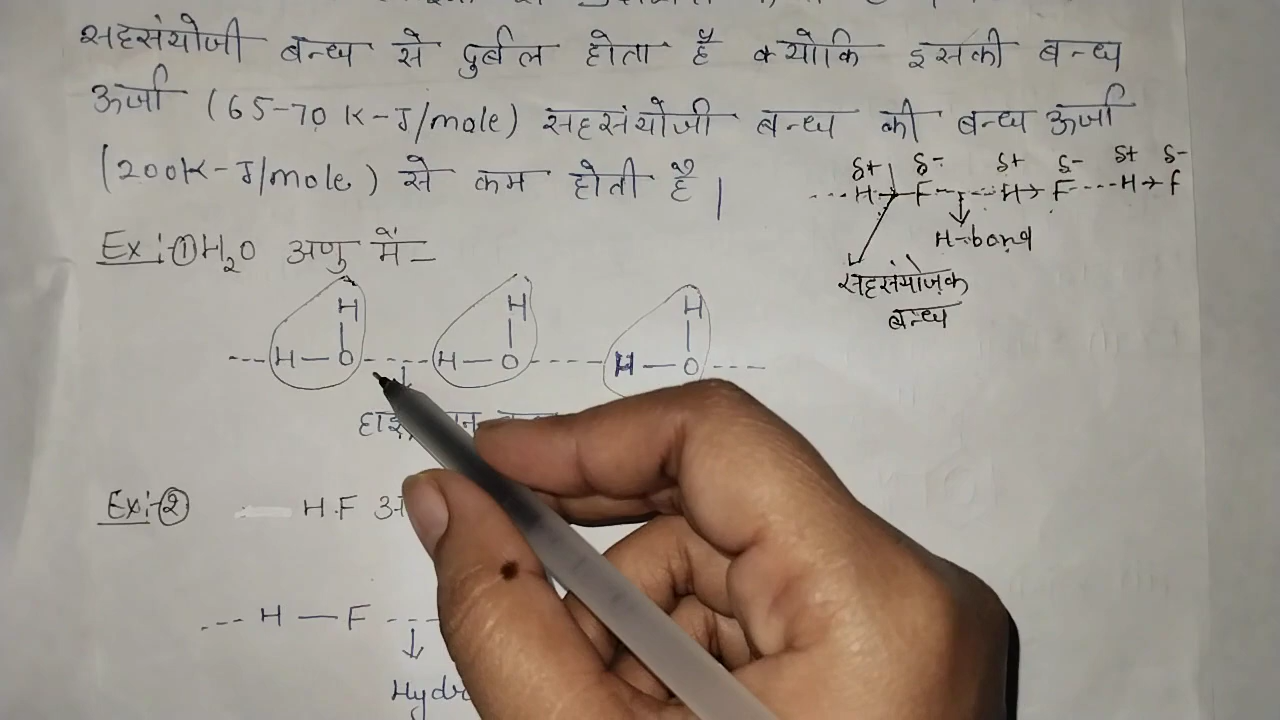 सहसंयोजी बन्ध से दुर्बल होता है क्योकि इसकी बन्ध
ऊर्जा (65-70 K-J/mole) सहसंयोजी बन्ध की बन्ध ऊर्जा
(200K-J/mole) से कम होती है।
δ+ δ- δ+ δ- δ+ δ-
---H→F-----H→F----H→F
H-bond
सहसंयोजक
बन्ध
Ex:-① H₂O अणु में-
H H H
---H—O-----H—O----H—O---
Ex:-② H.F
---H—F---